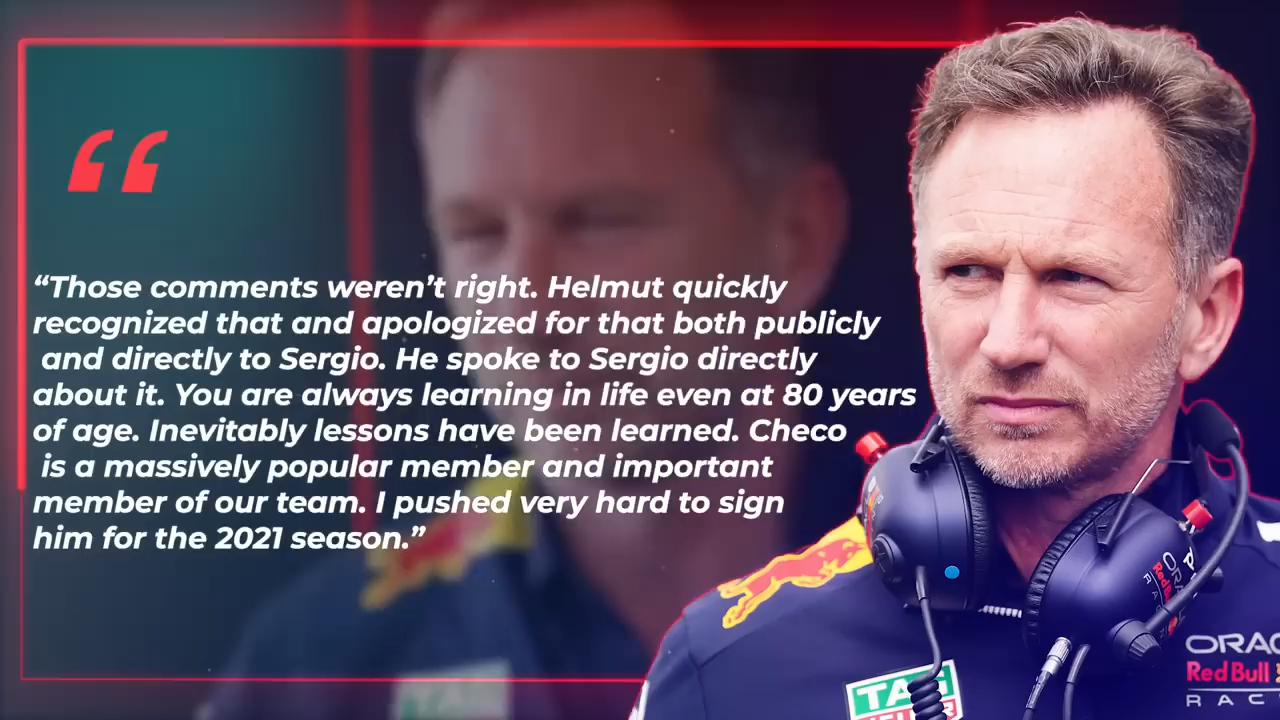 “Those comments weren’t right. Helmut quickly
recognized that and apologized for that both publicly
and directly to Sergio. He spoke to Sergio directly
about it. You are always learning in life even at 80 years
of age. Inevitably lessons have been learned. Checo
is a massively popular member and important
member of our team. I pushed very hard to sign
him for the 2021 season.”
ORAC
Red Bull
RAC
TAG